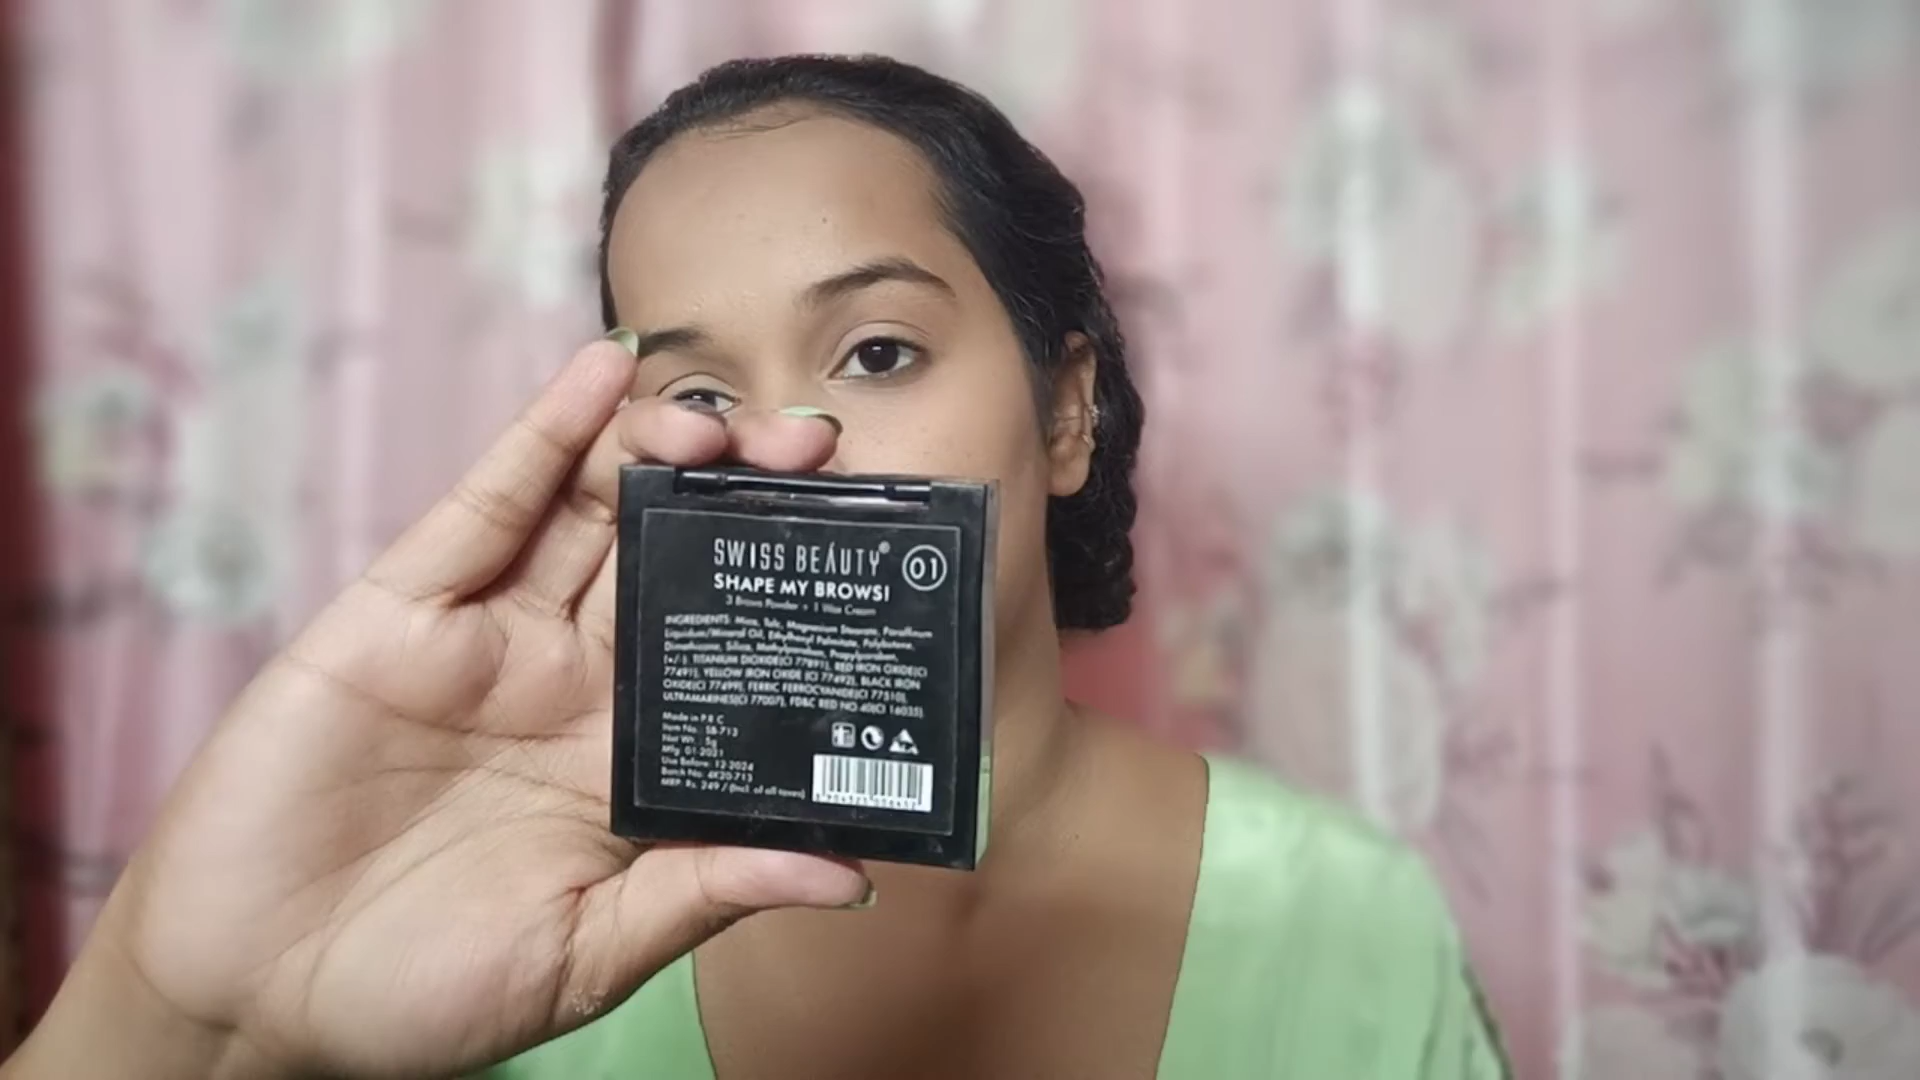 SWISS BEÁUTY®
01
SHAPE MY BROWS!
3 Brows Powder + 1 Wax Cream
INGREDIENTS: Mica, Talc, Magnesium Stearate, Paraffinum
Liquidum/Mineral Oil, Ethylhexyl Palmitate, Polybutene,
Dimethicone, Silica, Methylparaben, Propylparaben,
(+/-): TITANIUM DIOXIDE(CI 77891), RED IRON OXIDE(CI
77491), YELLOW IRON OXIDE (CI 77492), BLACK IRON
OXIDE(CI 77499), FERRIC FERROCYANIDE(CI 77510),
ULTRAMARINES(CI 77007), FD&C RED NO.40(CI 16035)
Made in P.R.C
Item No.: SB-713
Net Wt.: 5g
Mfg: 01-2021
Use Before: 12-2024
Batch No: 4K20-713
MRP: Rs. 249 / (Incl. of all taxes)